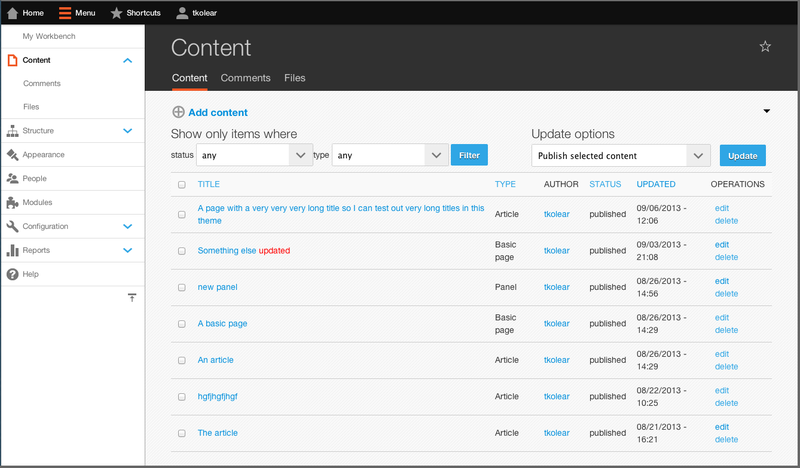 Home Menu Shortcuts tkolear
My Workbench
Content
Comments
Files
Structure
Appearance
People
Modules
Configuration
Reports
Help
Content
Content Comments Files
Add content
Show only items where
status any type any Filter
Update options
Publish selected content Update
TITLE TYPE AUTHOR STATUS UPDATED OPERATIONS
A page with a very very very long title so I can test out very long titles in this
theme
Article tkolear published
09/06/2013 -
12:06
edit
delete
Something else updated
Basic
page
tkolear published
09/03/2013 -
21:08
edit
delete
new panel Panel tkolear published
08/26/2013 -
14:56
edit
delete
A basic page
Basic
page
tkolear published
08/26/2013 -
14:29
edit
delete
An article Article tkolear published
08/26/2013 -
14:29
edit
delete
hgfjhgfjhgf Article tkolear published
08/22/2013 -
10:25
edit
delete
The article Article tkolear published
08/21/2013 -
16:21
edit
delete